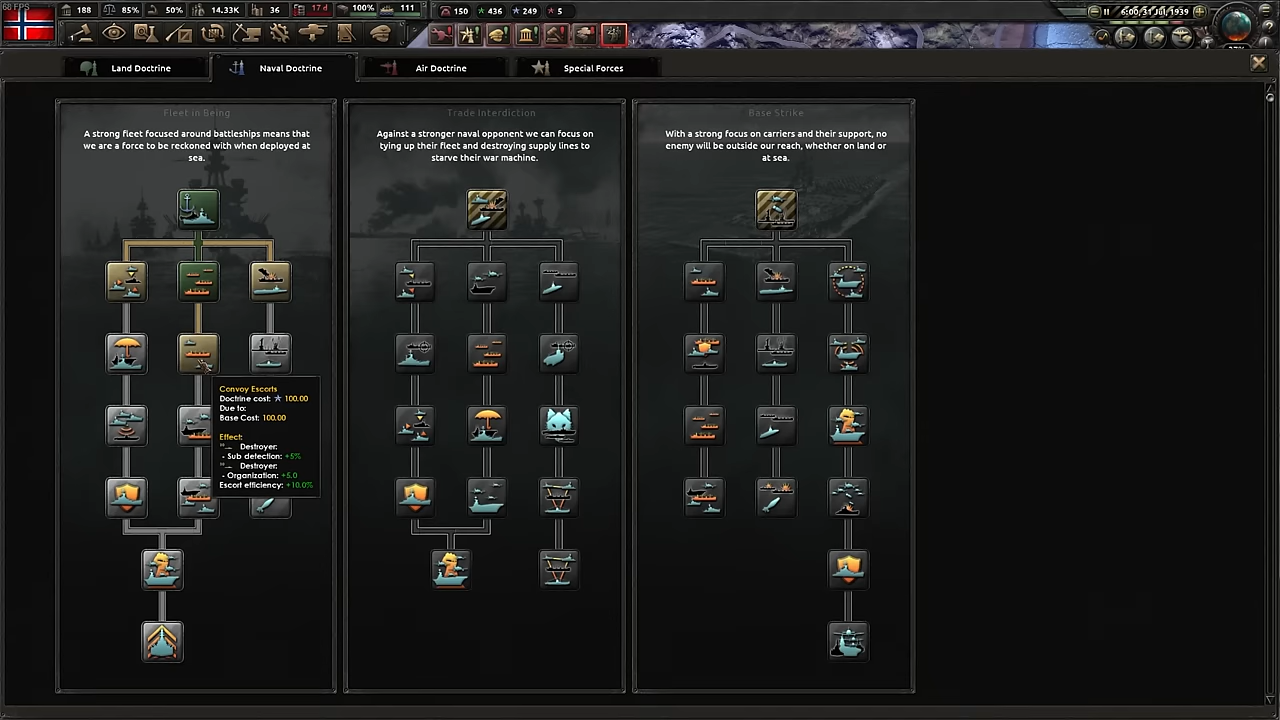 68 FPS
188
85%
50%
14.33K
36
17 d
100%
111
150
436
249
5
6:00, 31 Jul, 1939
Land Doctrine
Naval Doctrine
Air Doctrine
Special Forces
Fleet in Being
A strong fleet focused around battleships means that
we are a force to be reckoned with when deployed at
sea.
Trade Interdiction
Against a stronger naval opponent we can focus on
tying up their fleet and destroying supply lines to
starve their war machine.
Base Strike
With a strong focus on carriers and their support, no
enemy will be outside our reach, whether on land or
at sea.
Convoy Escorts
Doctrine cost: 100.00
Due to:
Base Cost: 100.00
Effect:
Destroyer:
- Sub detection: +5%
Destroyer:
- Organization: +5.0
Escort efficiency: +10.0%